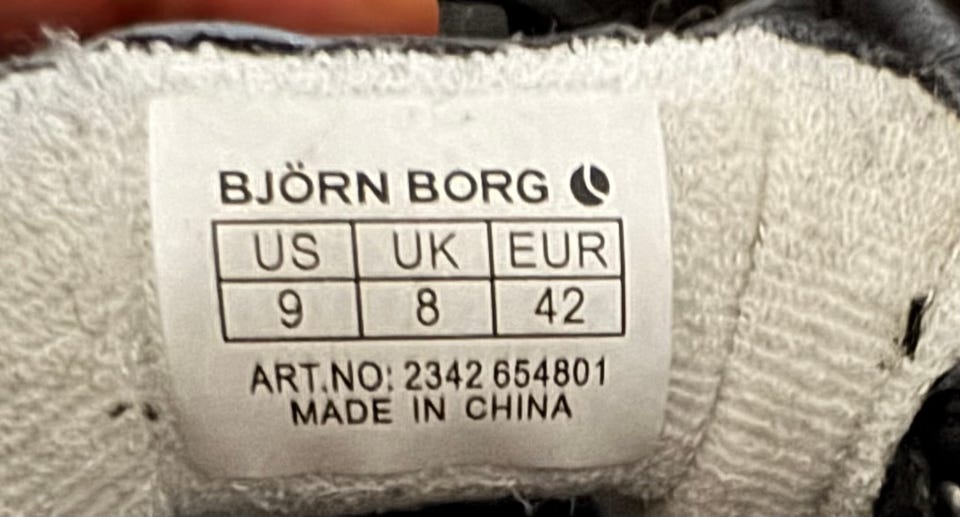 BJÖRN BORG
US UK EUR
9 8 42
ART.NO: 2342 654801
MADE IN CHINA